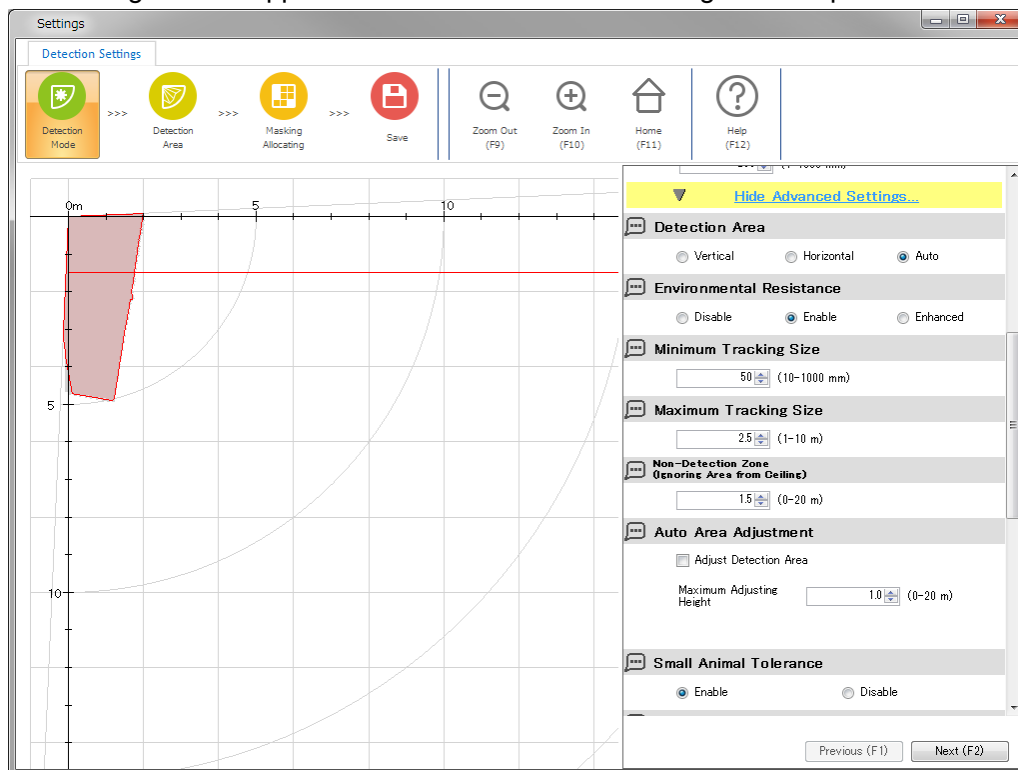 Settings
Detection Settings
Detection Mode
>>>
Detection Area
>>>
Masking Allocating
>>>
Save
Zoom Out (F9)
Zoom In (F10)
Home (F11)
Help (F12)
0m 5 10
5
10
Hide Advanced Settings...
Detection Area
Vertical Horizontal Auto
Environmental Resistance
Disable Enable Enhanced
Minimum Tracking Size
50 (10-1000 mm)
Maximum Tracking Size
2.5 (1-10 m)
Non-Detection Zone
(Ignoring Area from Ceiling)
1.5 (0-20 m)
Auto Area Adjustment
Adjust Detection Area
Maximum Adjusting
Height 1.0 (0-20 m)
Small Animal Tolerance
Enable Disable
Previous (F1) Next (F2)